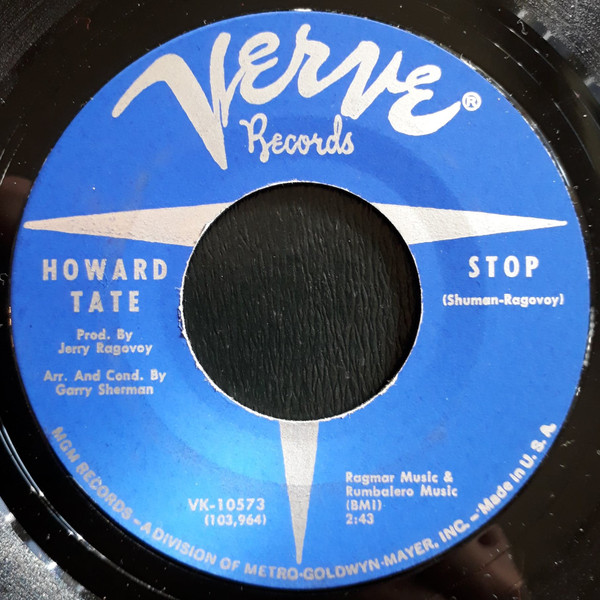 Verve ®
Records
HOWARD
TATE
Prod. By
Jerry Ragovoy
Arr. And Cond. By
Garry Sherman
STOP
(Shuman-Ragovoy)
VK-10573
(103,964)
Ragmar Music &
Rumbalero Music
(BMI)
2:43
MGM RECORDS – A DIVISION OF METRO-GOLDWYN-MAYER, INC. – Made in U. S. A.